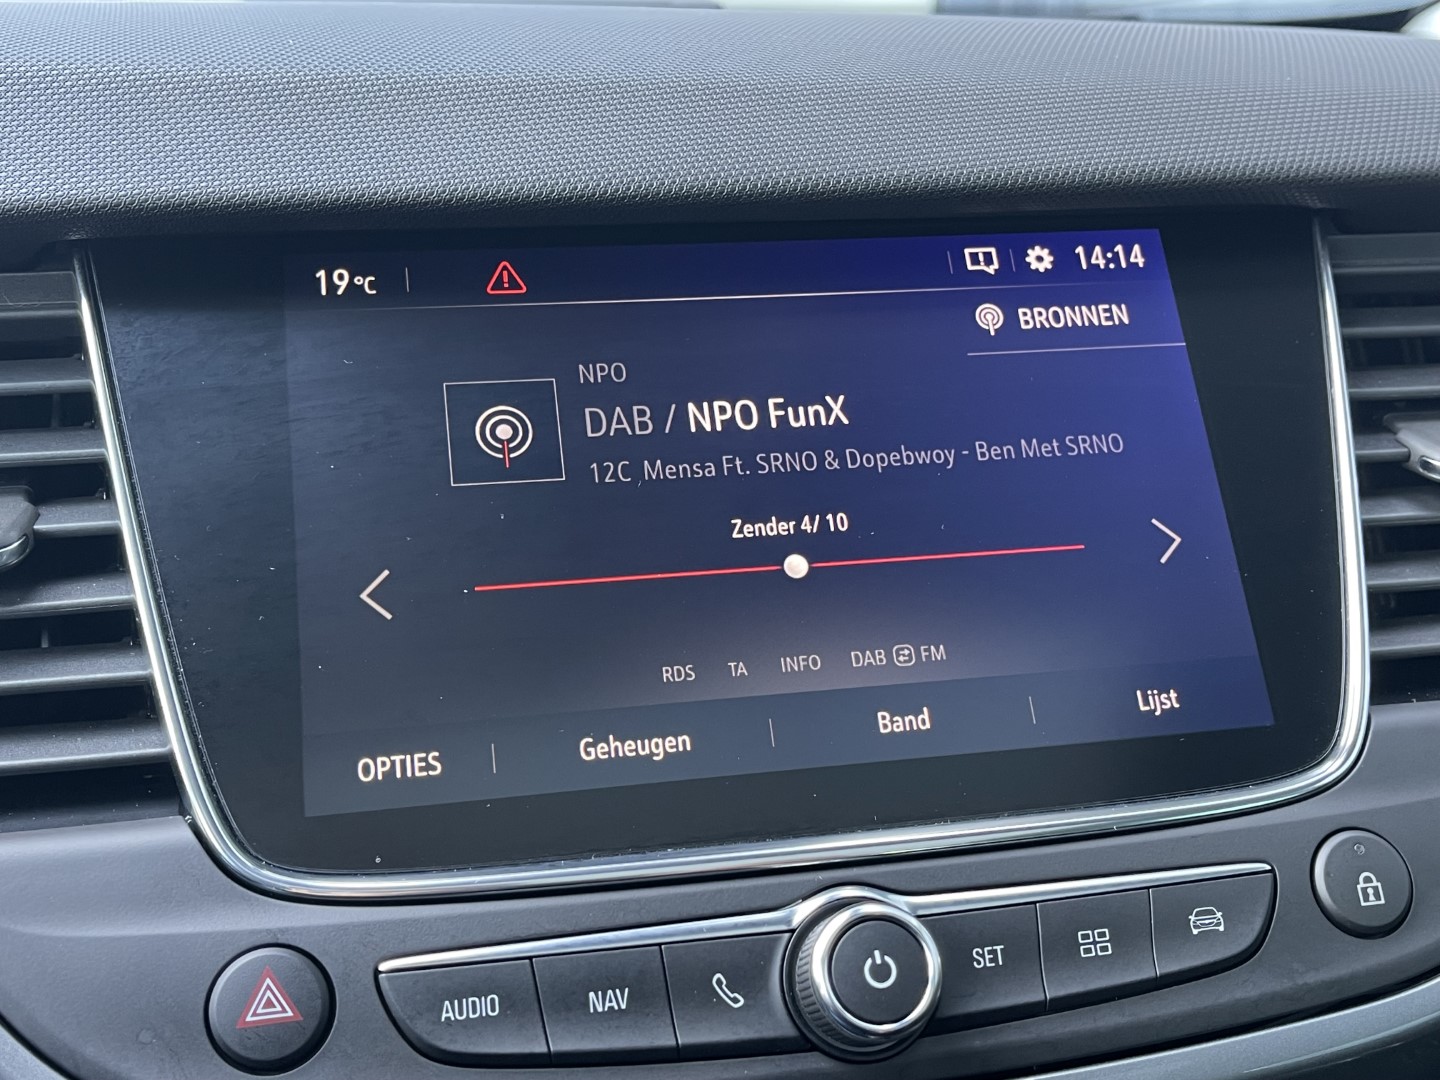 19°C
14:14
BRONNEN
NPO
DAB / NPO FunX
12C Mensa Ft. SRNO & Dopebwoy - Ben Met SRNO
Zender 4/ 10
RDS TA INFO DAB FM
OPTIES Geheugen Band Lijst
AUDIO NAV SET